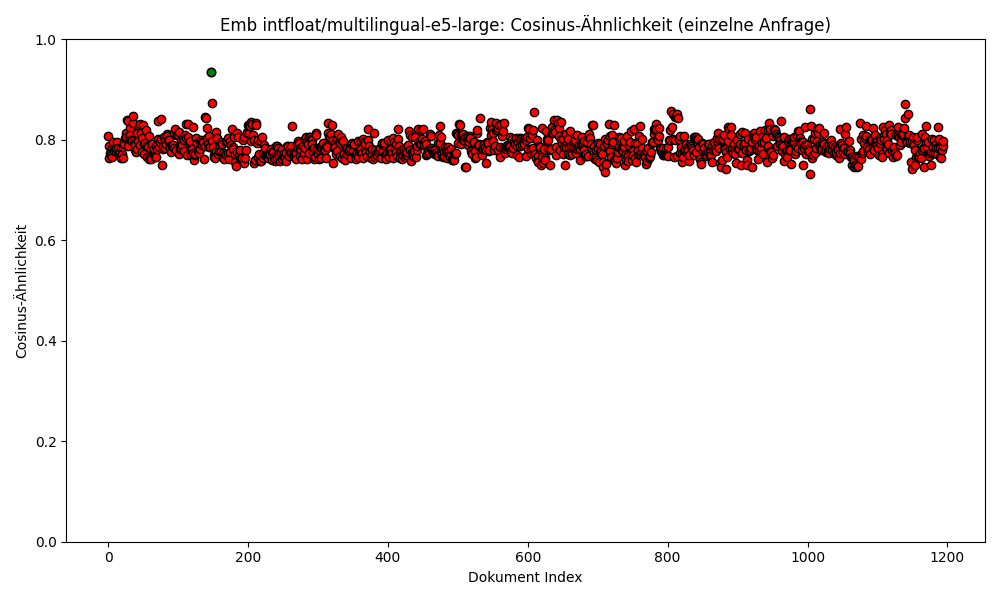 Emb intfloat/multilingual-e5-large: Cosinus-Ähnlichkeit (einzelne Anfrage)
1.0
0.8
0.6
0.4
0.2
0.0
Cosinus-Ähnlichkeit
0 200 400 600 800 1000 1200
Dokument Index